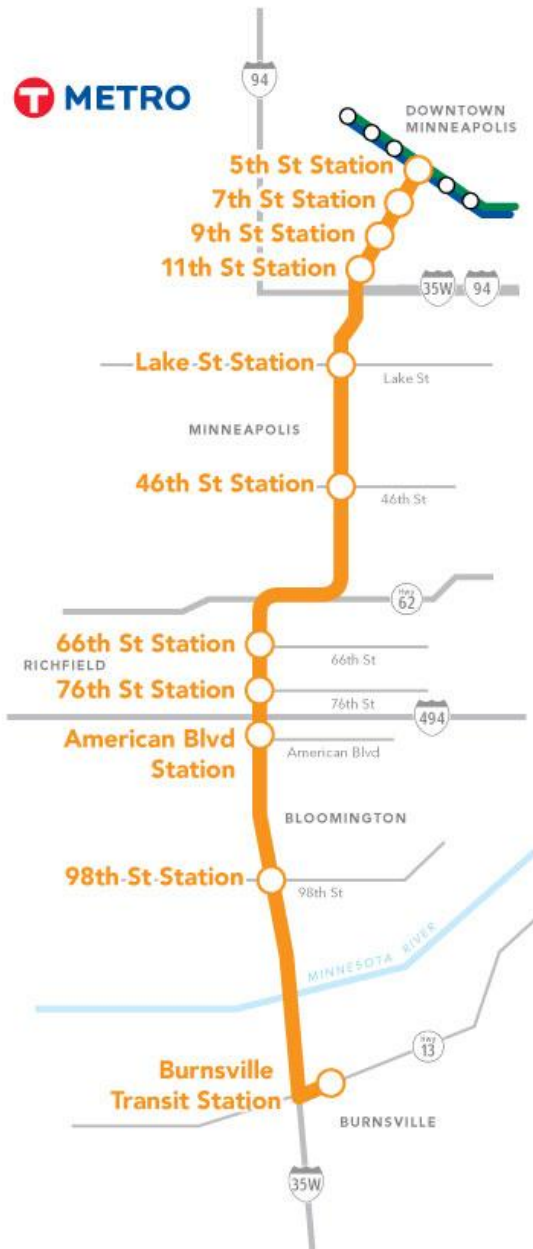 94
T METRO
DOWNTOWN
MINNEAPOLIS
5th St Station
7th St Station
9th St Station
11th St Station
35W 94
Lake St Station
Lake St
MINNEAPOLIS
46th St Station
46th St
Hwy
62
66th St Station
66th St
RICHFIELD
76th St Station
76th St
494
American Blvd
Station
American Blvd
BLOOMINGTON
98th St Station
98th St
MINNESOTA RIVER
Hwy
13
Burnsville
Transit Station
BURNSVILLE
35W